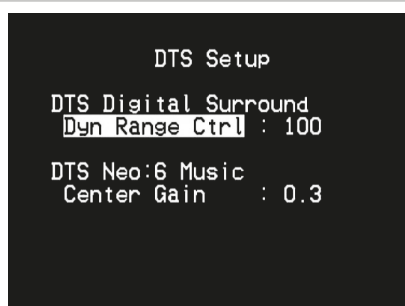 DTS Setup
DTS Digital Surround
Dyn Range Ctrl : 100
DTS Neo:6 Music
Center Gain : 0.3